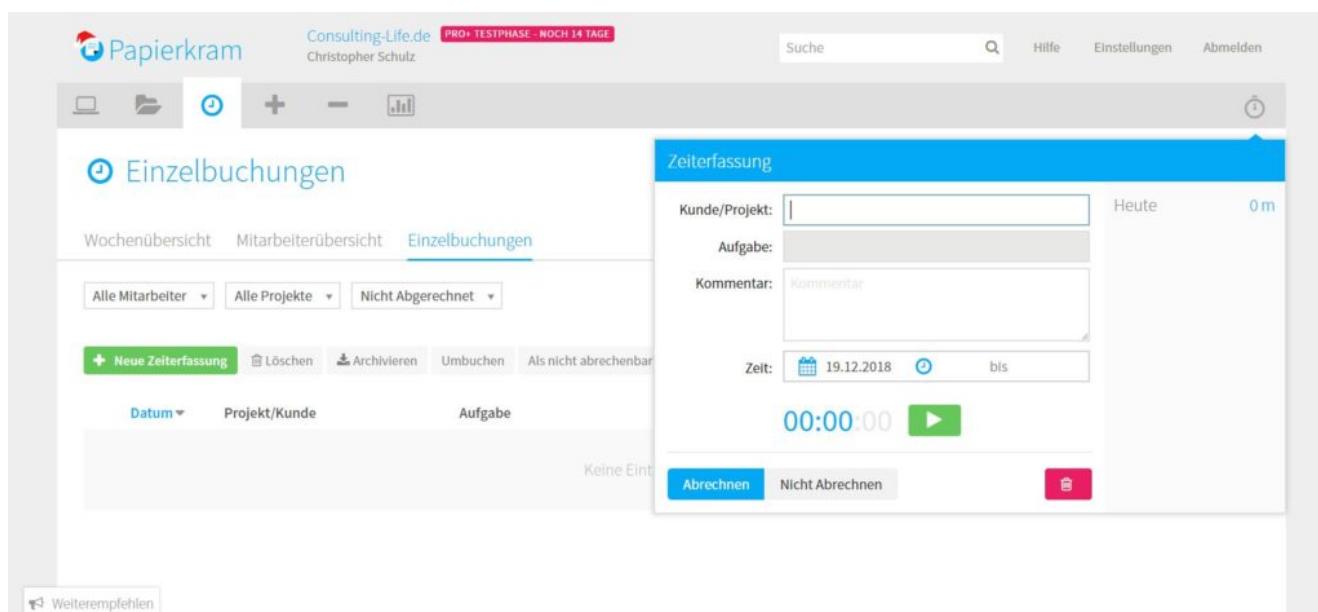 Papierkram
Consulting-Life.de PRO+ TESTPHASE - NOCH 14 TAGE
Christopher Schulz
Suche
Hilfe Einstellungen Abmelden
Einzelbuchungen
Wochenübersicht Mitarbeiterübersicht Einzelbuchungen
Alle Mitarbeiter Alle Projekte Nicht Abgerechnet
Neue Zeiterfassung Löschen Archivieren Umbuchen Als nicht abrechenbar
Datum Projekt/Kunde Aufgabe
Keine Eint
Zeiterfassung
Kunde/Projekt:
Heute 0 m
Aufgabe:
Kommentar: Kommentar
Zeit: 19.12.2018 bis
00:00:00
Abrechnen Nicht Abrechnen
Weiterempfehlen